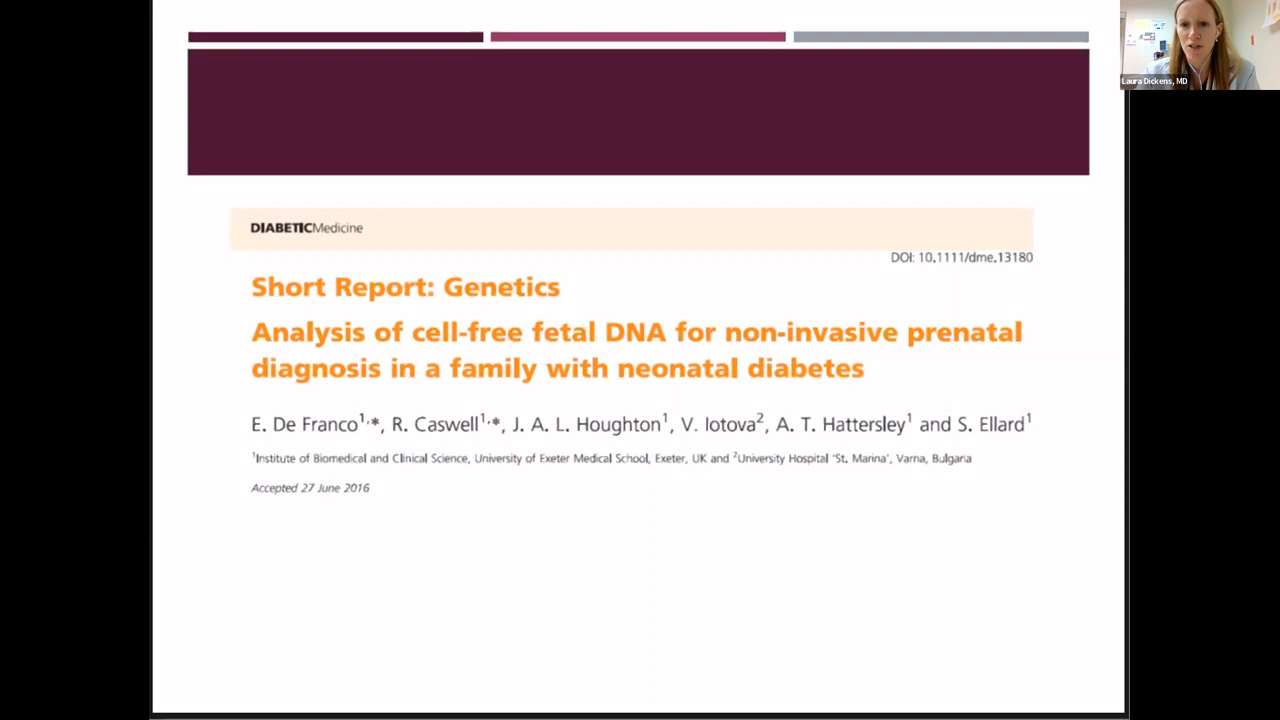 Laura Dickens, MD
DIABETICMedicine
DOI: 10.1111/dme.13180
Short Report: Genetics
Analysis of cell-free fetal DNA for non-invasive prenatal
diagnosis in a family with neonatal diabetes
E. De Franco¹,*, R. Caswell¹,*, J. A. L. Houghton¹, V. Iotova², A. T. Hattersley¹ and S. Ellard¹
¹Institute of Biomedical and Clinical Science, University of Exeter Medical School, Exeter, UK and ²University Hospital ‘St. Marina’, Varna, Bulgaria
Accepted 27 June 2016